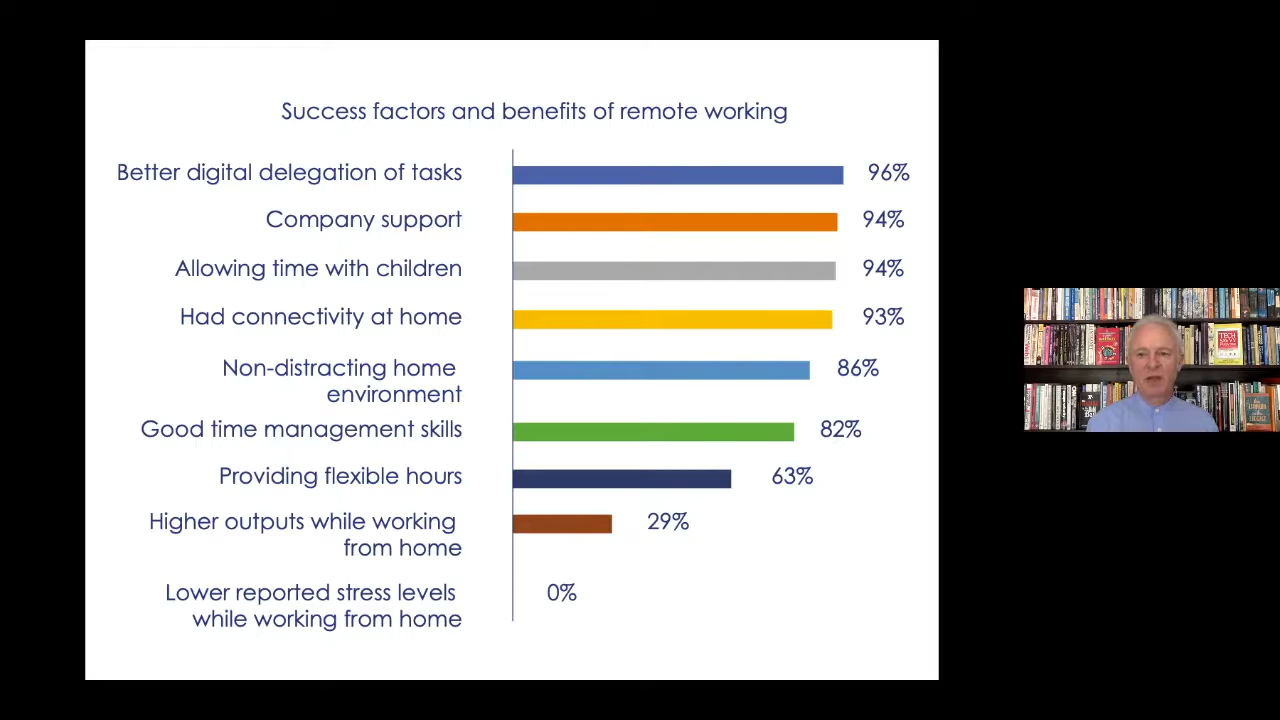 Success factors and benefits of remote working
Better digital delegation of tasks 96%
Company support 94%
Allowing time with children 94%
Had connectivity at home 93%
Non-distracting home 86%
environment
Good time management skills 82%
Providing flexible hours 63%
Higher outputs while working 29%
from home
Lower reported stress levels 0%
while working from home